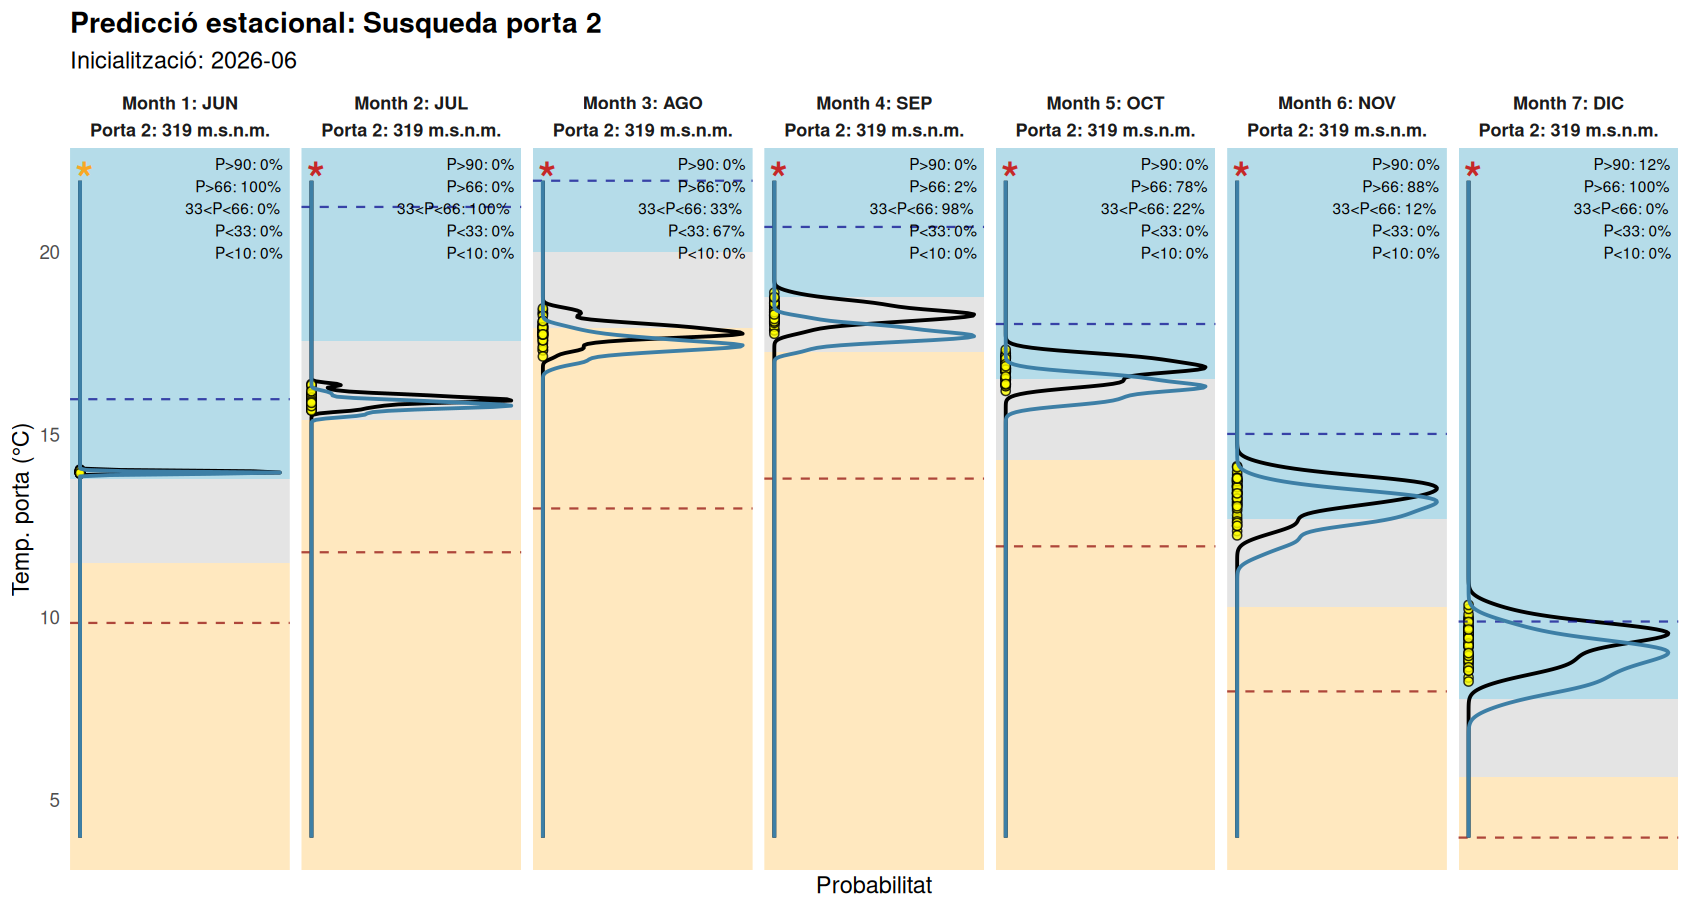 Predicció estacional: Susqueda porta 2
Inicialització: 2026-06
Month 1: JUN
Porta 2: 319 m.s.n.m.
Month 2: JUL
Porta 2: 319 m.s.n.m.
Month 3: AGO
Porta 2: 319 m.s.n.m.
Month 4: SEP
Porta 2: 319 m.s.n.m.
Month 5: OCT
Porta 2: 319 m.s.n.m.
Month 6: NOV
Porta 2: 319 m.s.n.m.
Month 7: DIC
Porta 2: 319 m.s.n.m.
*
P>90: 0%
P>66: 100%
33<P<66: 0%
P<33: 0%
P<10: 0%
*
P>90: 0%
P>66: 0%
33<P<66: 100%
P<33: 0%
P<10: 0%
*
P>90: 0%
P>66: 0%
33<P<66: 33%
P<33: 67%
P<10: 0%
*
P>90: 0%
P>66: 2%
33<P<66: 98%
P<33: 0%
P<10: 0%
*
P>90: 0%
P>66: 78%
33<P<66: 22%
P<33: 0%
P<10: 0%
*
P>90: 0%
P>66: 88%
33<P<66: 12%
P<33: 0%
P<10: 0%
*
P>90: 12%
P>66: 100%
33<P<66: 0%
P<33: 0%
P<10: 0%
20
15
10
5
Temp. porta (°C)
Probabilitat